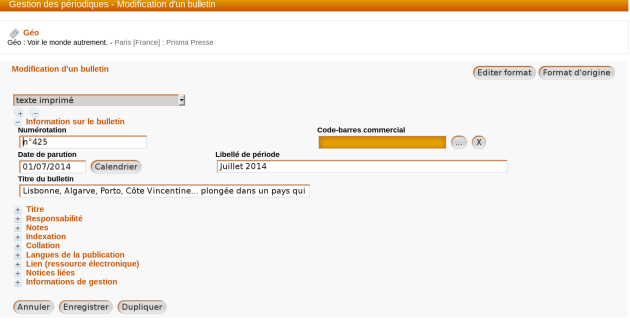 Gestion des périodiques - Modification d'un bulletin
Géo
Géo : Voir le monde autrement. - Paris [France] : Prisma Presse
Modification d'un bulletin
Editer format
Format d'origine
texte imprimé
Information sur le bulletin
Numérotation
Code-barres commercial
n°425
...
X
Date de parution
Libellé de période
01/07/2014
Calendrier
Juillet 2014
Titre du bulletin
Lisbonne, Algarve, Porto, Côte Vincentine... plongée dans un pays qui
Titre
Responsabilité
Notes
Indexation
Collation
Langues de la publication
Lien (ressource électronique)
Notices liées
Informations de gestion
Annuler
Enregistrer
Dupliquer